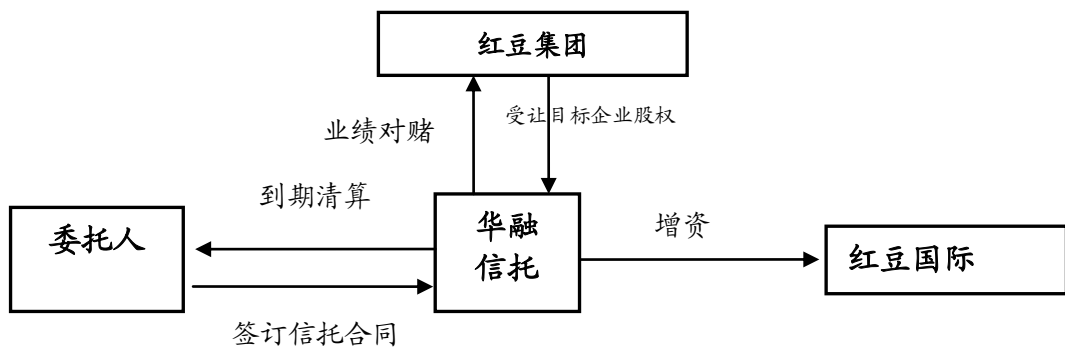 红豆集团
业绩对赌
受让目标企业股权
到期清算
委托人
华融
信托
增资
红豆国际
签订信托合同